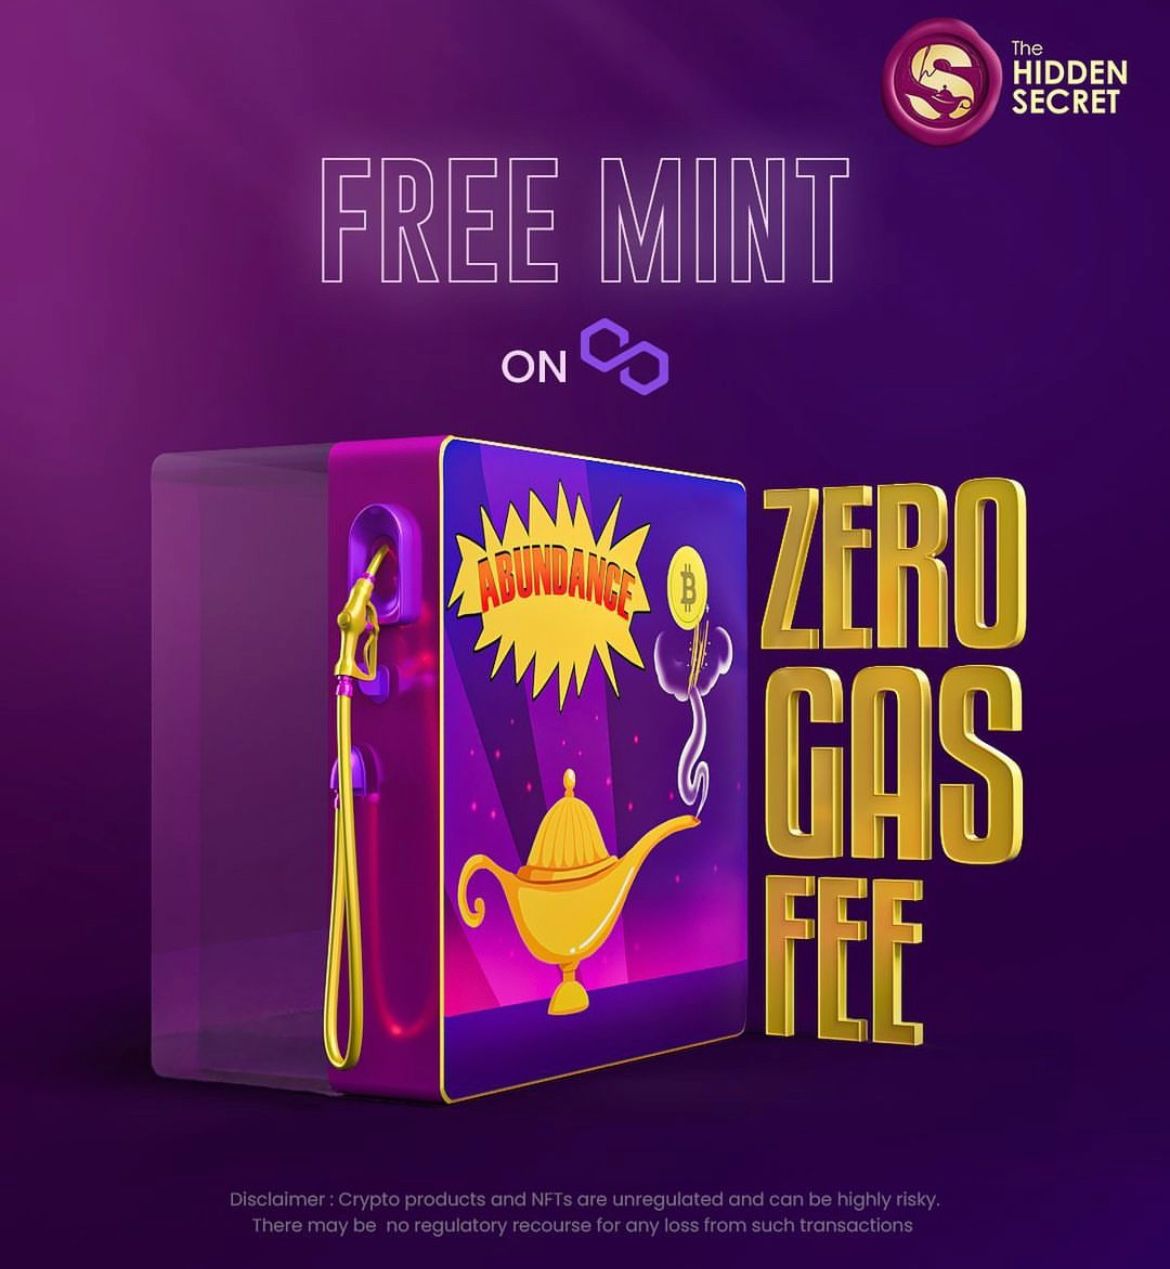 The
HIDDEN
SECRET
FREE MINT
ON
ABUNDANCE
ZERO
GAS
FEE
Disclaimer : Crypto products and NFTs are unregulated and can be highly risky.
There may be no regulatory recourse for any loss from such transactions